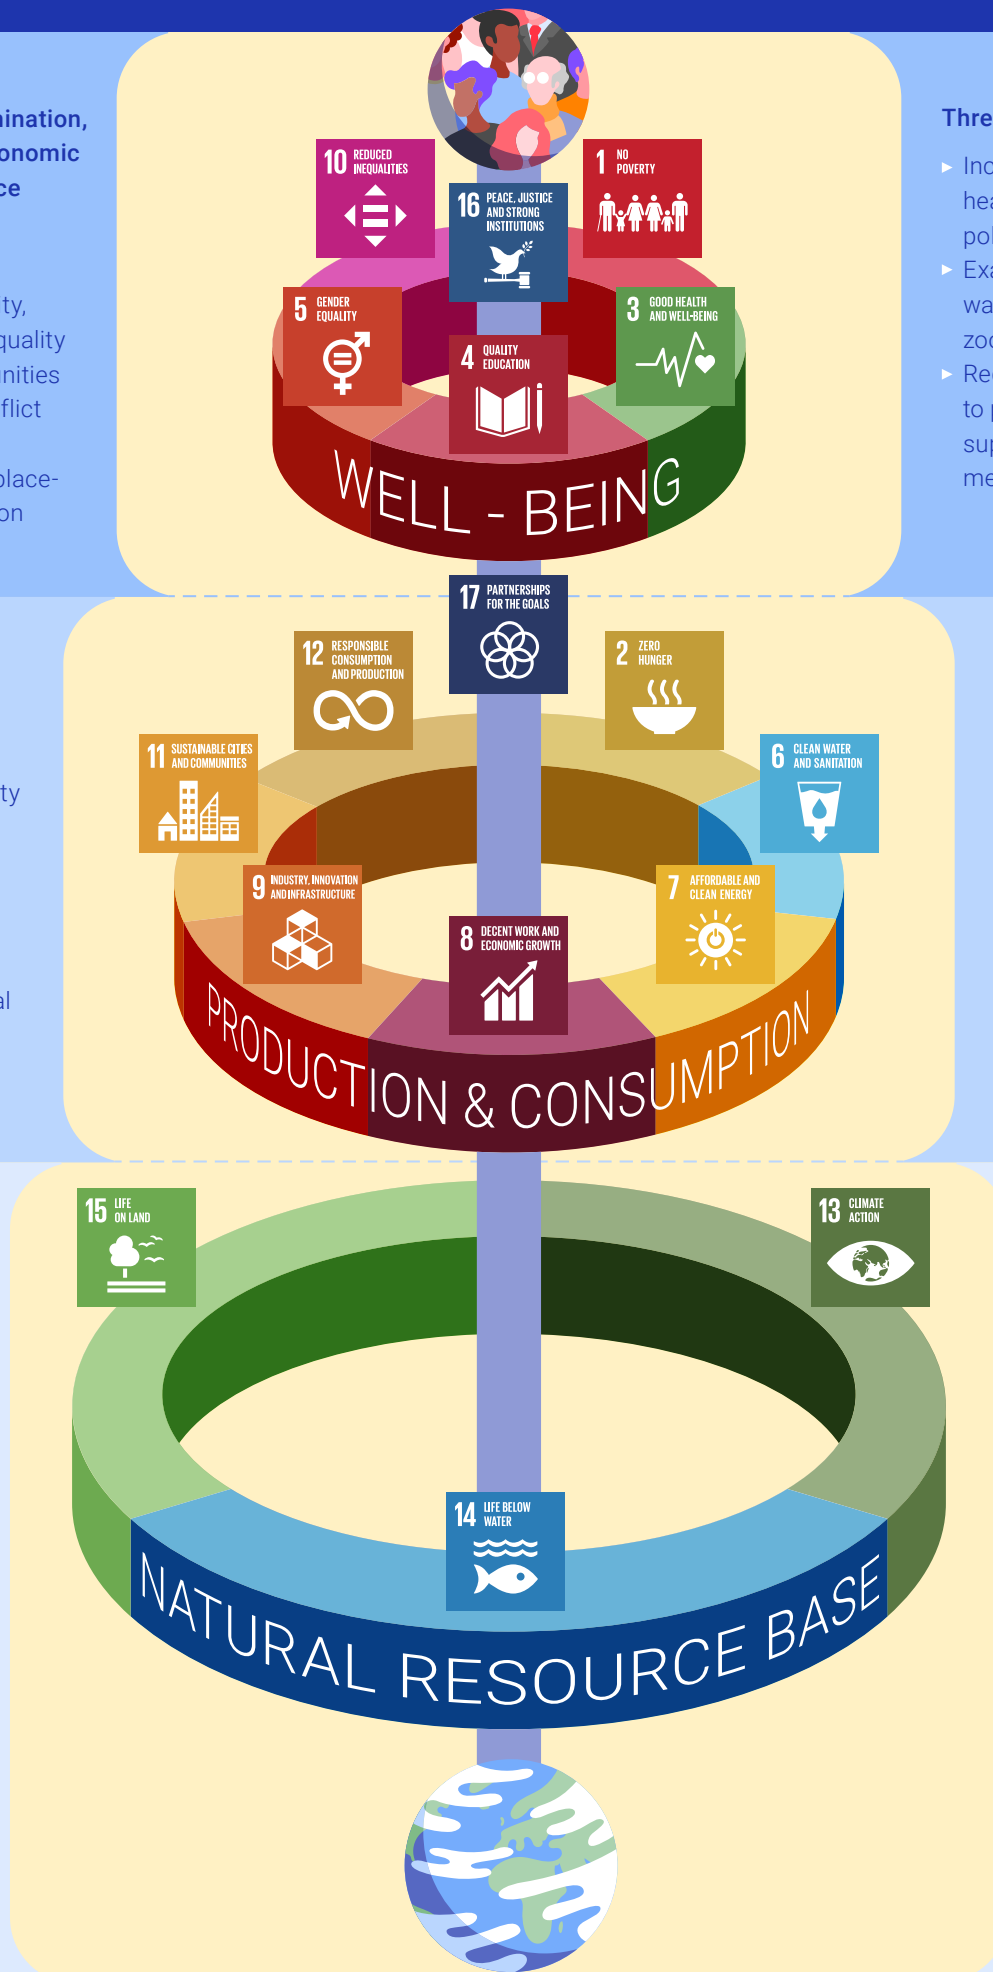 nination,
onomic
ce
ity,
quality
unities
flict
place-
on
Thre
Inc
hea
pol
Exa
wa
zoo
Re
to p
sup
me
10 REDUCED
INEQUALITIES
1 NO
POVERTY
16 PEACE, JUSTICE
AND STRONG
INSTITUTIONS
5 GENDER
EQUALITY
3 GOOD HEALTH
AND WELL-BEING
4 QUALITY
EDUCATION
WELL - BEING
17 PARTNERSHIPS
FOR THE GOALS
12 RESPONSIBLE
CONSUMPTION
AND PRODUCTION
2 ZERO
HUNGER
11 SUSTAINABLE CITIES
AND COMMUNITIES
6 CLEAN WATER
AND SANITATION
ty
9 INDUSTRY, INNOVATION
AND INFRASTRUCTURE
7 AFFORDABLE AND
CLEAN ENERGY
8 DECENT WORK AND
ECONOMIC GROWTH
al
PRODUCTION & CONSUMPTION
15 LIFE
ON LAND
13 CLIMATE
ACTION
14 LIFE BELOW
WATER
NATURAL RESOURCE BASE